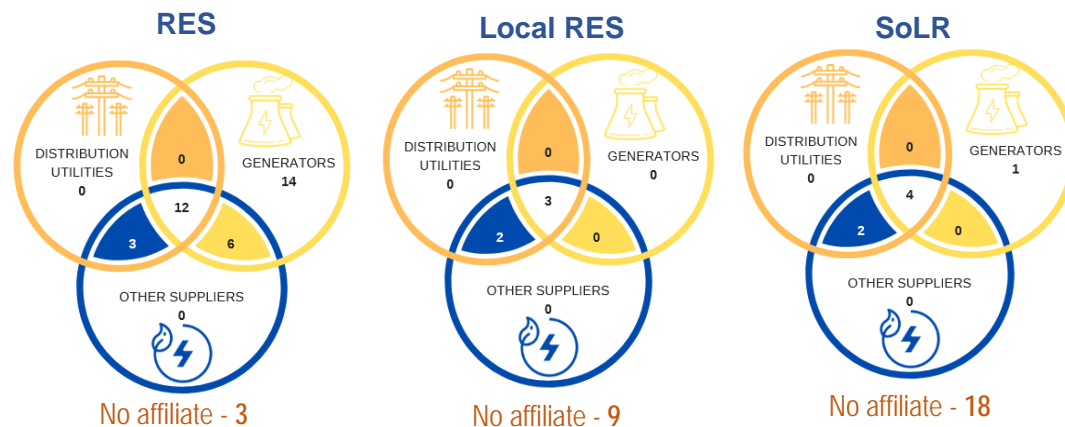 RES
DISTRIBUTION
UTILITIES
0
0
GENERATORS
14
12
3
6
OTHER SUPPLIERS
0
No affiliate - 3
Local RES
DISTRIBUTION
UTILITIES
0
0
GENERATORS
0
3
2
0
OTHER SUPPLIERS
0
No affiliate - 9
SoLR
DISTRIBUTION
UTILITIES
0
0
GENERATORS
1
4
2
0
OTHER SUPPLIERS
0
No affiliate - 18